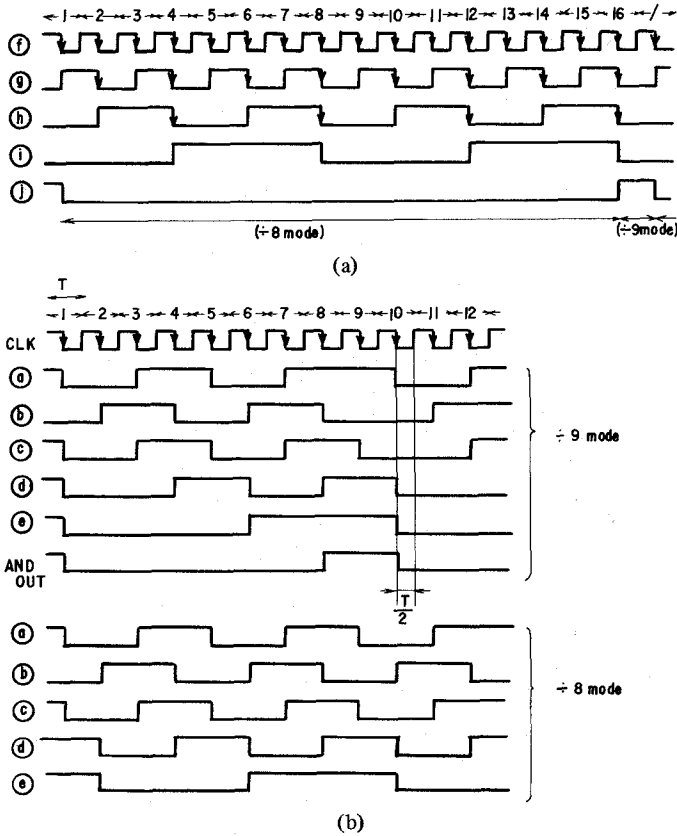 1 2 3 4 5 6 7 8 9 10 11 12 13 14 15 16 /
f
g
h
i
j
(÷8 mode) (÷9mode)
(a)
T
1 2 3 4 5 6 7 8 9 10 11 12
CLK
a
b
c
÷ 9 mode
d
e
AND OUT
T/2
a
b
c
÷ 8 mode
d
e
(b)